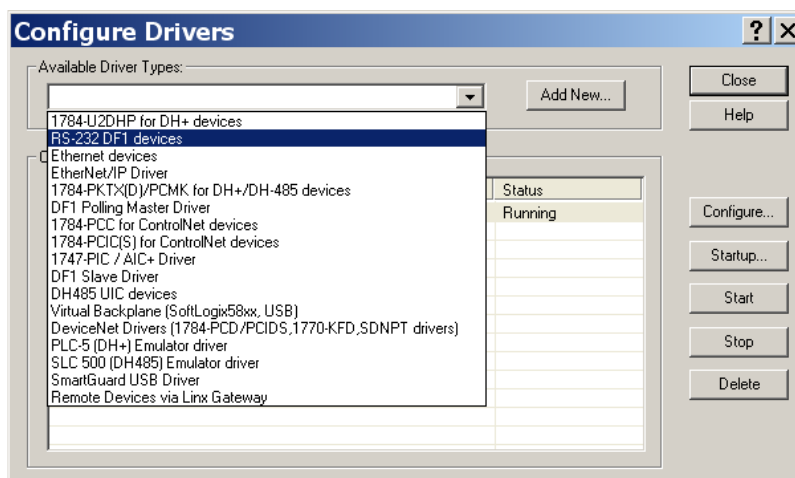 Configure Drivers
? ×
Available Driver Types:
Add New...
Close
Help
1784-U2DHP for DH+ devices
RS-232 DF1 devices
Ethernet devices
EtherNet/IP Driver
1784-PKTX(D)/PCMK for DH+/DH-485 devices
DF1 Polling Master Driver
1784-PCC for ControlNet devices
1784-PCIC(S) for ControlNet devices
1747-PIC / AIC+ Driver
DF1 Slave Driver
DH485 UIC devices
Virtual Backplane (SoftLogix58xx, USB)
DeviceNet Drivers (1784-PCD/PCIDS,1770-KFD,SDNPT drivers)
PLC-5 (DH+) Emulator driver
SLC 500 (DH485) Emulator driver
SmartGuard USB Driver
Remote Devices via Linx Gateway
Status
Running
Configure...
Startup...
Start
Stop
Delete